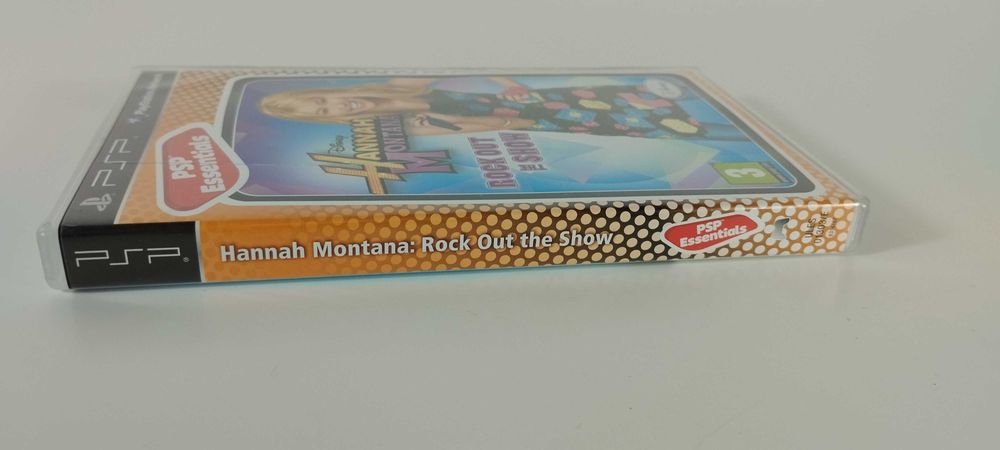 PSP
PSP
Essentials
Disney
HANNAH
MONTANA
ROCK OUT
THE SHOW
3
PSP
Hannah Montana: Rock Out the Show
PSP
Essentials